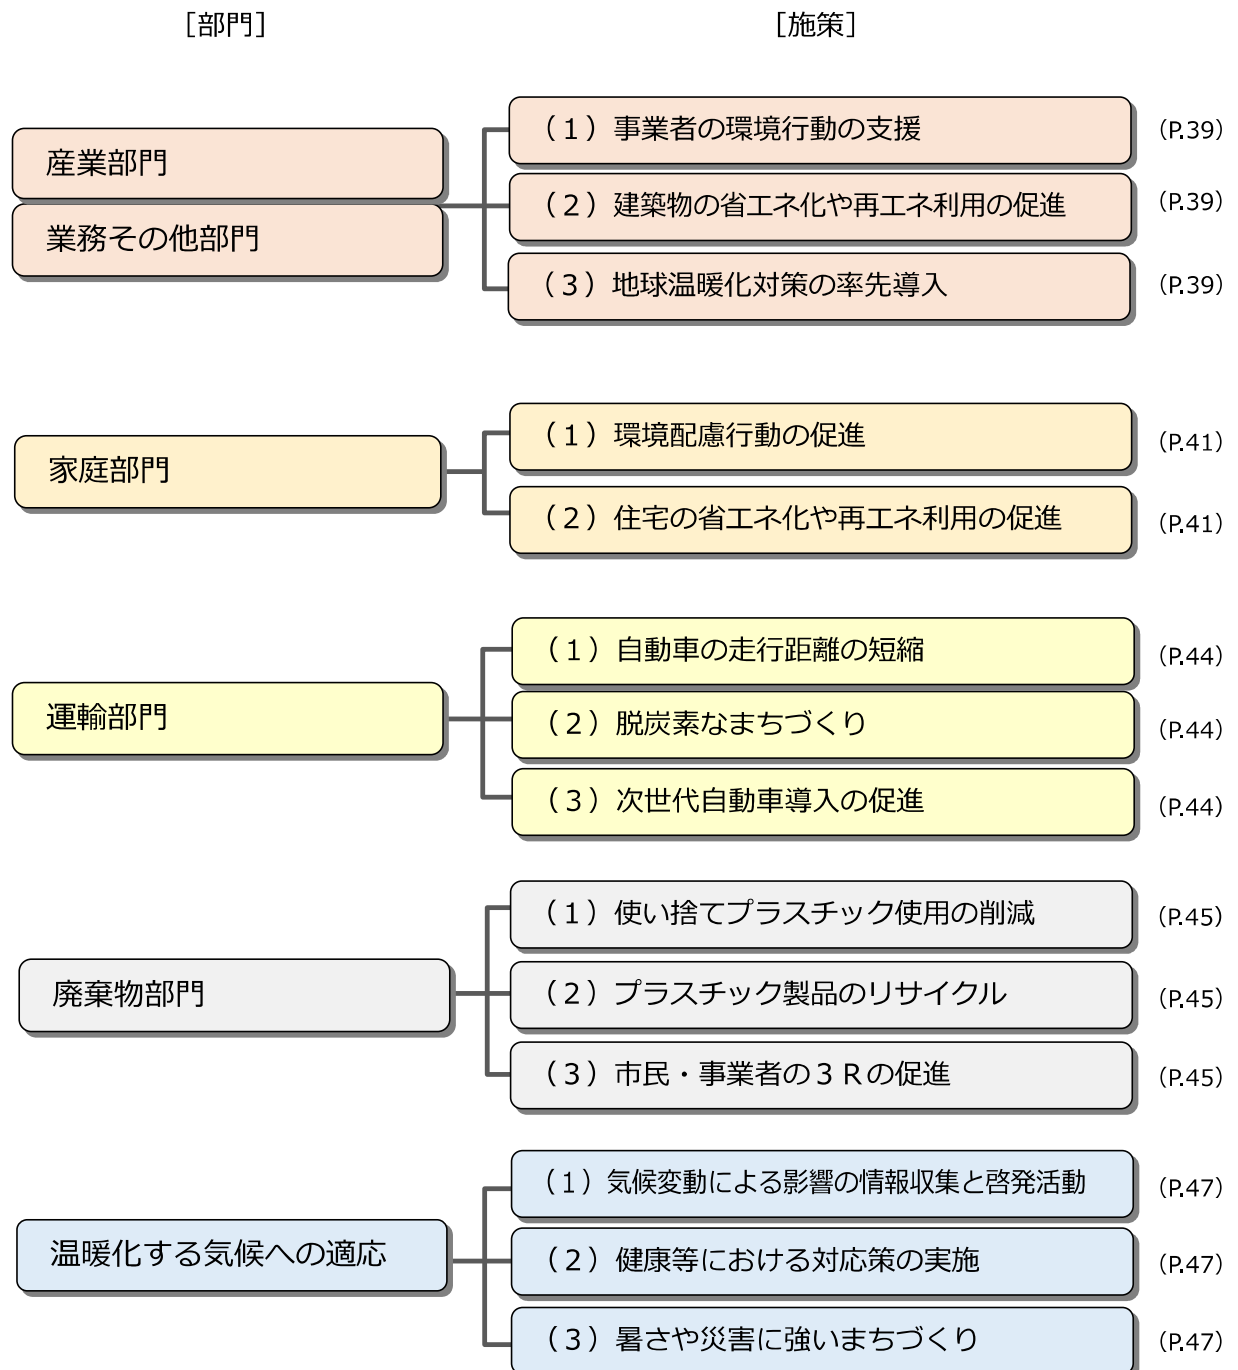 ［部門］
［施策］
産業部門
業務その他部門
（１）事業者の環境行動の支援 （P.39）
（２）建築物の省エネ化や再エネ利用の促進 （P.39）
（３）地球温暖化対策の率先導入 （P.39）
家庭部門
（１）環境配慮行動の促進 （P.41）
（２）住宅の省エネ化や再エネ利用の促進 （P.41）
運輸部門
（１）自動車の走行距離の短縮 （P.44）
（２）脱炭素なまちづくり （P.44）
（３）次世代自動車導入の促進 （P.44）
廃棄物部門
（１）使い捨てプラスチック使用の削減 （P.45）
（２）プラスチック製品のリサイクル （P.45）
（３）市民・事業者の３Ｒの促進 （P.45）
温暖化する気候への適応
（１）気候変動による影響の情報収集と啓発活動 （P.47）
（２）健康等における対応策の実施 （P.47）
（３）暑さや災害に強いまちづくり （P.47）